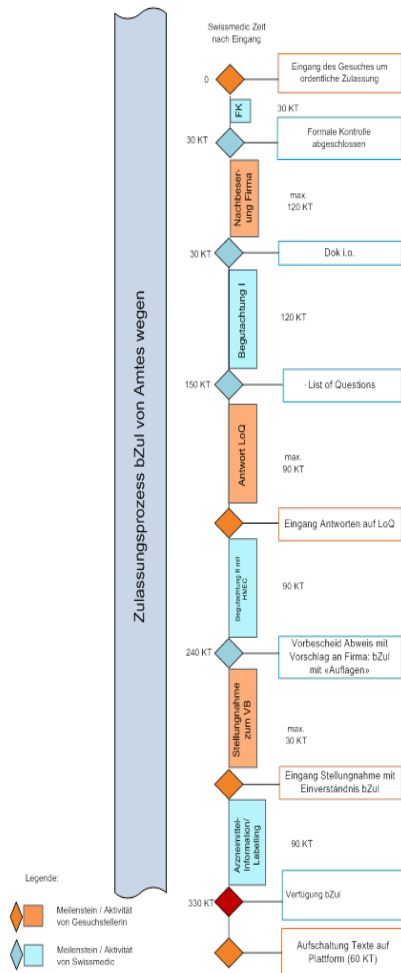 Swissmedic Zeit
nach Eingang
0
Eingang des Gesuches um
ordentliche Zulassung
FK
30 KT
30 KT
Formale Kontrolle
abgeschlossen
Nachbesser-
ung Firma
max.
120 KT
30 KT
Dok i.o.
Begutachtung I
120 KT
150 KT
· List of Questions
Antwort LoQ
max.
90 KT
Eingang Antworten auf LoQ
Begutachtung II mit
HMEC
90 KT
240 KT
Vorbescheid Abweis mit
Vorschlag an Firma: bZul
mit «Auflagen»
Stellungnahme
zum VB
max.
30 KT
Eingang Stellungnahme mit
Einverständnis bZul
Arzneimittel-
information/
Labelling
90 KT
330 KT
Verfügung bZul
Aufschaltung Texte auf
Plattform (60 KT)
Zulassungsprozess bZul von Amtes wegen
Legende:
Meilenstein / Aktivität
von Gesuchstellerin
Meilenstein / Aktivität
von Swissmedic